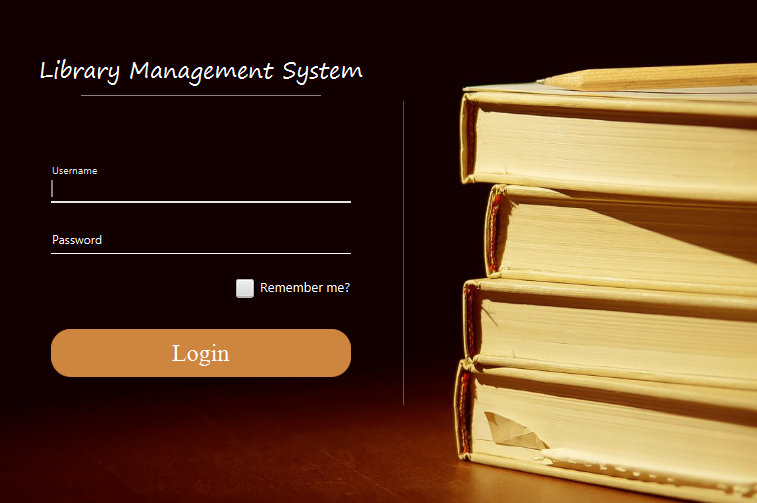 Library Management System
Username
Password
Remember me?
Login